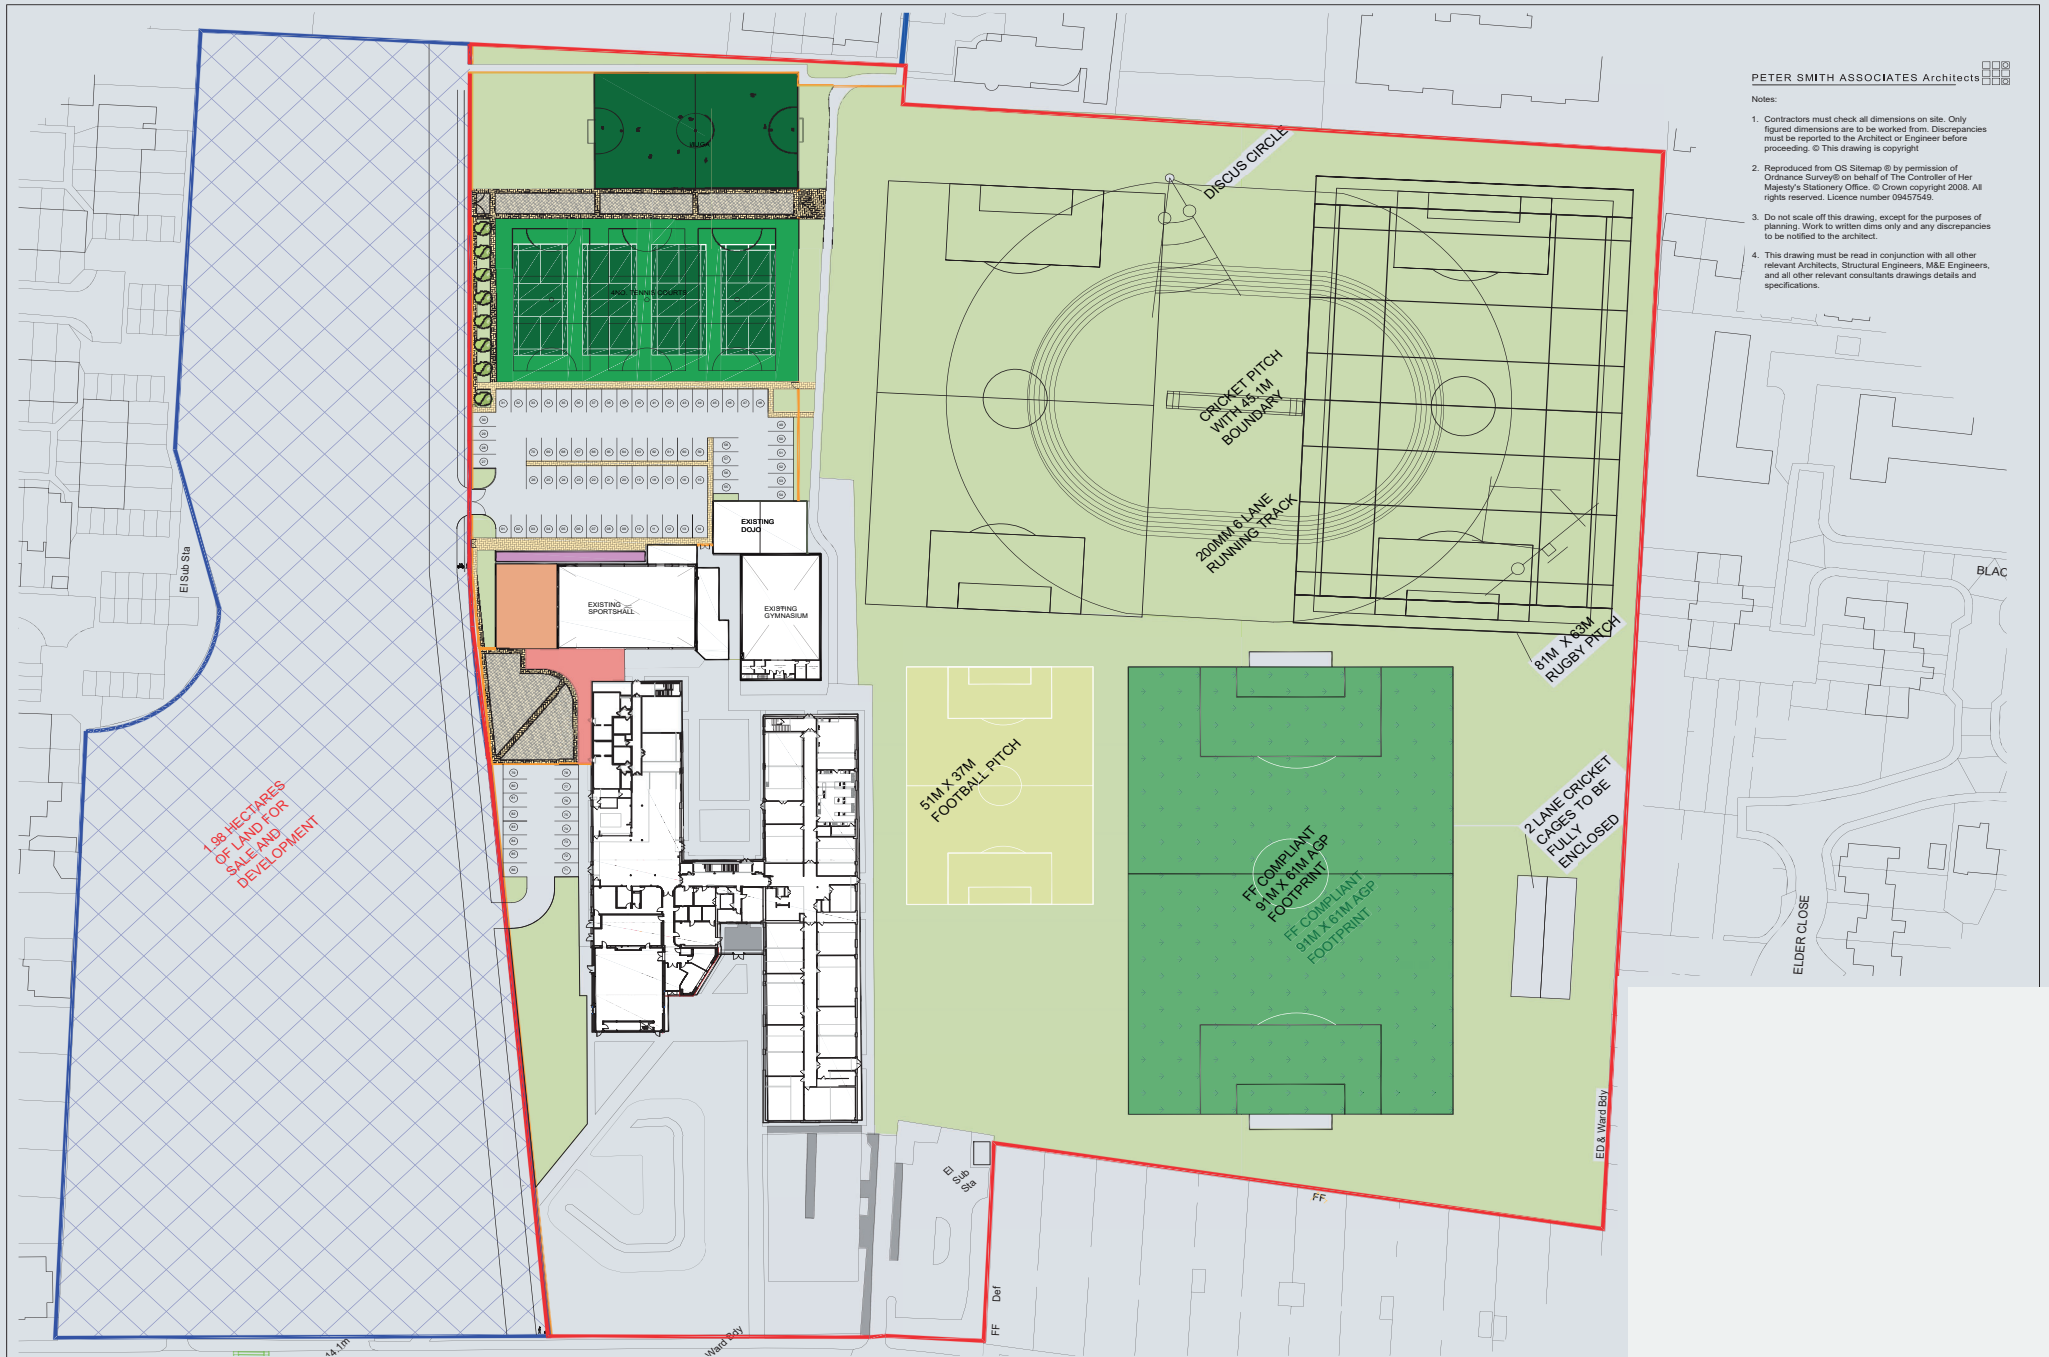 PETER SMITH ASSOCIATES Architects
Notes:
1. Contractors must check all dimensions on site. Only
figured dimensions are to be worked from. Discrepancies
must be reported to the Architect or Engineer before
proceeding. © This drawing is copyright
2. Reproduced from OS Sitemap ® by permission of
Ordnance Survey® on behalf of The Controller of Her
Majesty's Stationery Office. © Crown copyright 2008. All
rights reserved. Licence number 09457549.
3. Do not scale off this drawing, except for the purposes of
planning. Work to written dims only and any discrepancies
to be notified to the architect.
4. This drawing must be read in conjunction with all other
relevant Architects, Structural Engineers, M&E Engineers,
and all other relevant consultants drawings details and
specifications.
DISCUS CIRCLE
MUGA
4NO. TENNIS COURTS
CRICKET PITCH
WITH 45.1M
BOUNDARY
200MM 6 LANE
RUNNING TRACK
EXISTING
DOJO
EXISTING
SPORTSHALL
EXISTING
GYMNASIUM
El Sub Sta
BLAC
81M X 63M
RUGBY PITCH
51M X 37M
FOOTBALL PITCH
2 LANE CRICKET
CAGES TO BE
FULLY
ENCLOSED
1.98 HECTARES
OF LAND FOR
SALE AND
DEVELOPMENT
FF COMPLIANT
91M X 61M AGP
FOOTPRINT
FF COMPLIANT
91M X 61M AGP
FOOTPRINT
ELDER CLOSE
ED & Ward Bdy
El
Sub
Sta
FF
Def
FF
Ward Bdy
14.1m